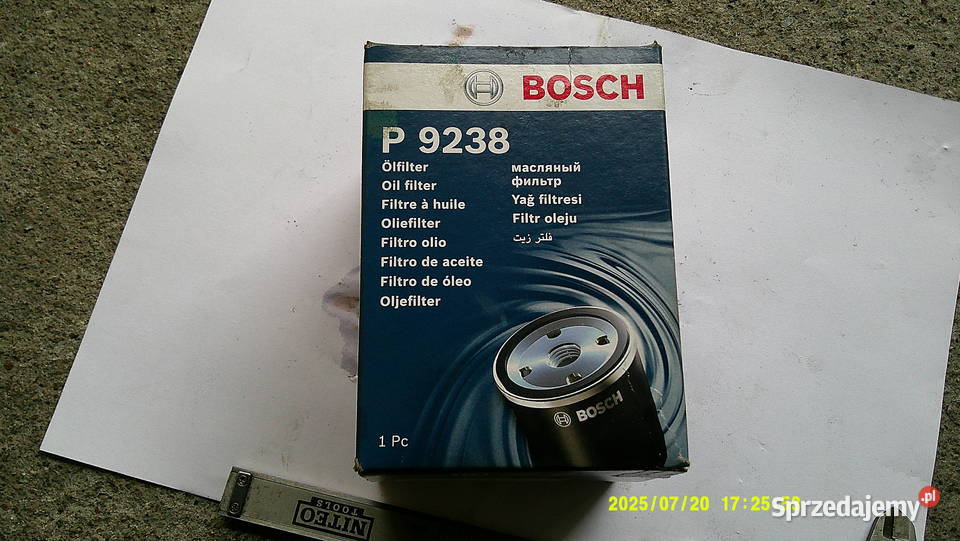 BOSCH
P 9238
Ölfilter
Oil filter
Filtre à huile
Oliefilter
Filtro olio
Filtro de aceite
Filtro de óleo
Oljefilter
масляный
фильтр
Yağ filtresi
Filtr oleju
فلتر زيت
BOSCH
1 Pc
NITEO
TOOLS
2025/07/20 17:25
Sprzedajemy.pl